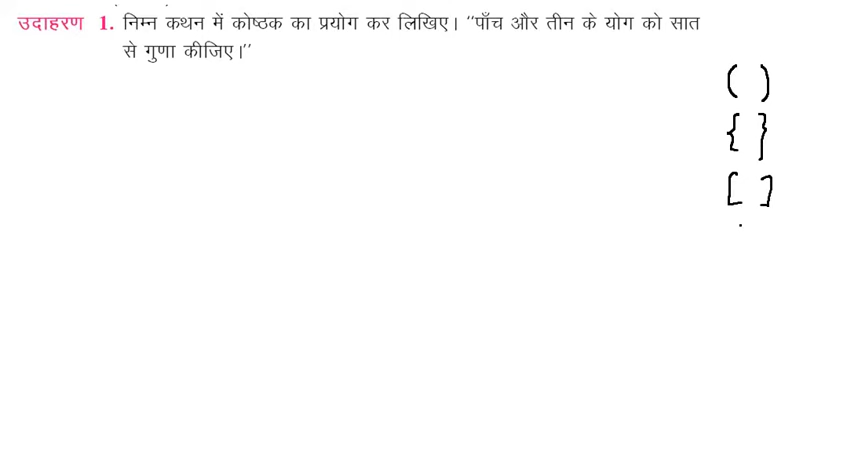 उदाहरण 1. निम्न कथन में कोष्ठक का प्रयोग कर लिखिए। "पाँच और तीन के योग को सात
से गुणा कीजिए।"
( )
{ }
[ ]